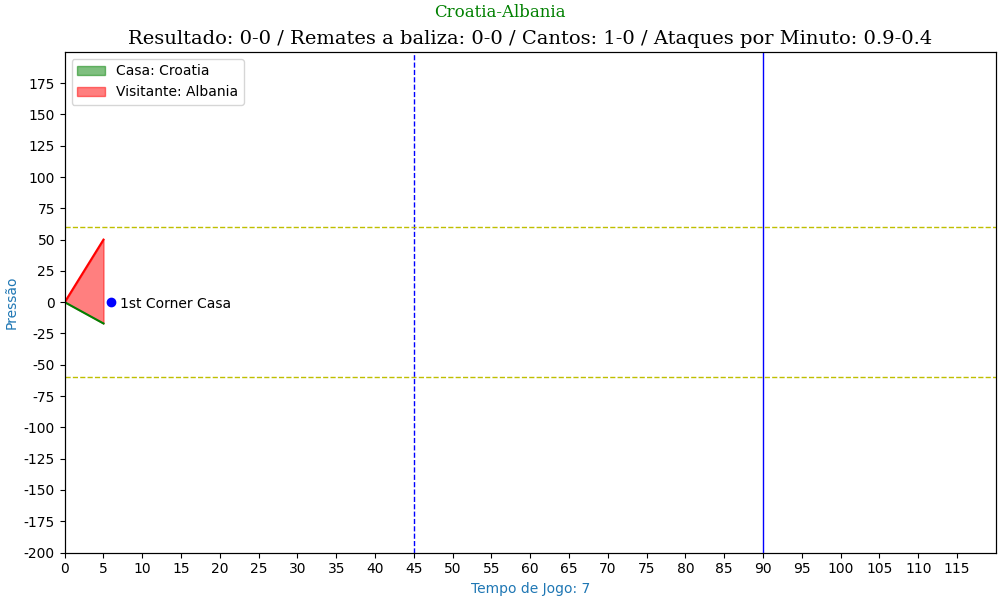 Croatia-Albania
Resultado: 0-0 / Remates a baliza: 0-0 / Cantos: 1-0 / Ataques por Minuto: 0.9-0.4
Casa: Croatia
Visitante: Albania
175
150
125
100
75
50
25
0
-25
-50
-75
-100
-125
-150
-175
-200
Pressão
1st Corner Casa
0 5 10 15 20 25 30 35 40 45 50 55 60 65 70 75 80 85 90 95 100 105 110 115
Tempo de Jogo: 7